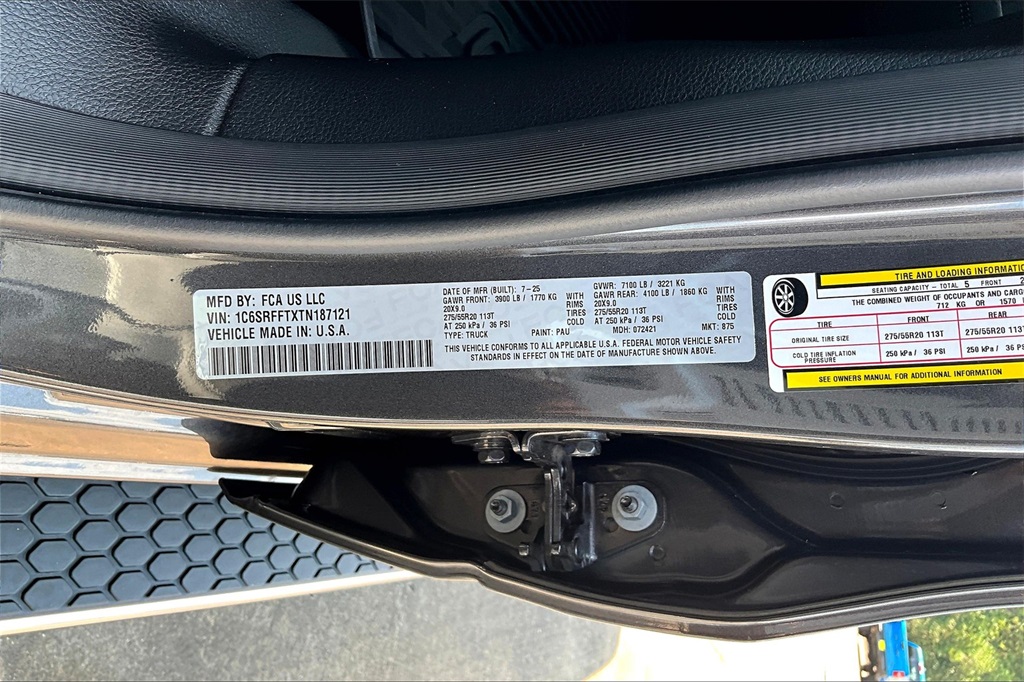 MFD BY: FCA US LLC
VIN: 1C6SRFFTXTN187121
VEHICLE MADE IN U.S.A.
DATE OF MFR (BUILT): 7-25
GAWR FRONT: 3900 LB / 1770 KG
20X9.0 RIMS WITH
275/55R20 113T TIRES
AT 250 kPa / 36 PSI
TYPE: TRUCK
PAINT: PAU
GVWR: 7100 LB / 3221 KG
GAWR REAR: 4100 LB / 1860 KG
20X9.0 RIMS WITH
275/55R20 113T TIRES
AT 250 kPa / 36 PSI
MDH: 072421
MKT: 875
THIS VEHICLE CONFORMS TO ALL APPLICABLE U.S.A. FEDERAL MOTOR VEHICLE SAFETY
STANDARDS IN EFFECT ON THE DATE OF MANUFACTURE SHOWN ABOVE.
TIRE AND LOADING INFORMATIO
SEATING CAPACITY - TOTAL 5 FRONT
THE COMBINED WEIGHT OF OCCUPANTS AND CARG
712 KG OR 1570
TIRE FRONT REAR
ORIGINAL TIRE SIZE 275/55R20 113T 275/55R20 113T
COLD TIRE INFLATION PRESSURE 250 kPa / 36 PSI 250 kPa / 36 PS
SEE OWNERS MANUAL FOR ADDITIONAL INFORMATION